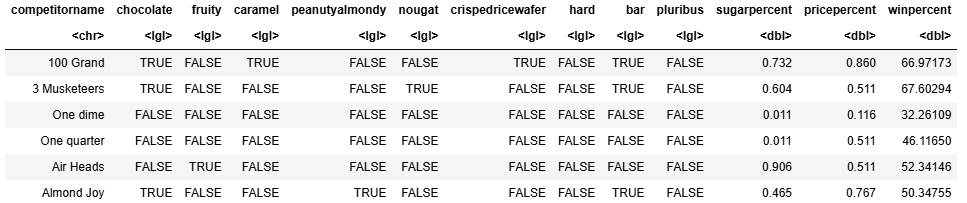 competitorname chocolate fruity caramel peanutyalmondy nougat crispedricewafer hard bar pluribus sugarpercent pricepercent winpercent
<chr> <lgl> <lgl> <lgl> <lgl> <lgl> <lgl> <lgl> <lgl> <lgl> <dbl> <dbl> <dbl>
100 Grand TRUE FALSE TRUE FALSE FALSE TRUE FALSE TRUE FALSE 0.732 0.860 66.97173
3 Musketeers TRUE FALSE FALSE FALSE TRUE FALSE FALSE TRUE FALSE 0.604 0.511 67.60294
One dime FALSE FALSE FALSE FALSE FALSE FALSE FALSE FALSE FALSE 0.011 0.116 32.26109
One quarter FALSE FALSE FALSE FALSE FALSE FALSE FALSE FALSE FALSE 0.011 0.511 46.11650
Air Heads FALSE TRUE FALSE FALSE FALSE FALSE FALSE FALSE FALSE 0.906 0.511 52.34146
Almond Joy TRUE FALSE FALSE TRUE FALSE FALSE FALSE TRUE FALSE 0.465 0.767 50.34755